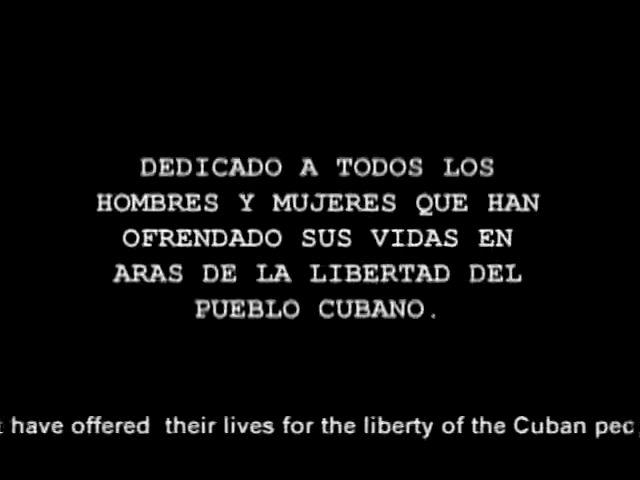 DEDICADO A TODOS LOS
HOMBRES Y MUJERES QUE HAN
OFRENDADO SUS VIDAS EN
ARAS DE LA LIBERTAD DEL
PUEBLO CUBANO.
have offered their lives for the liberty of the Cuban